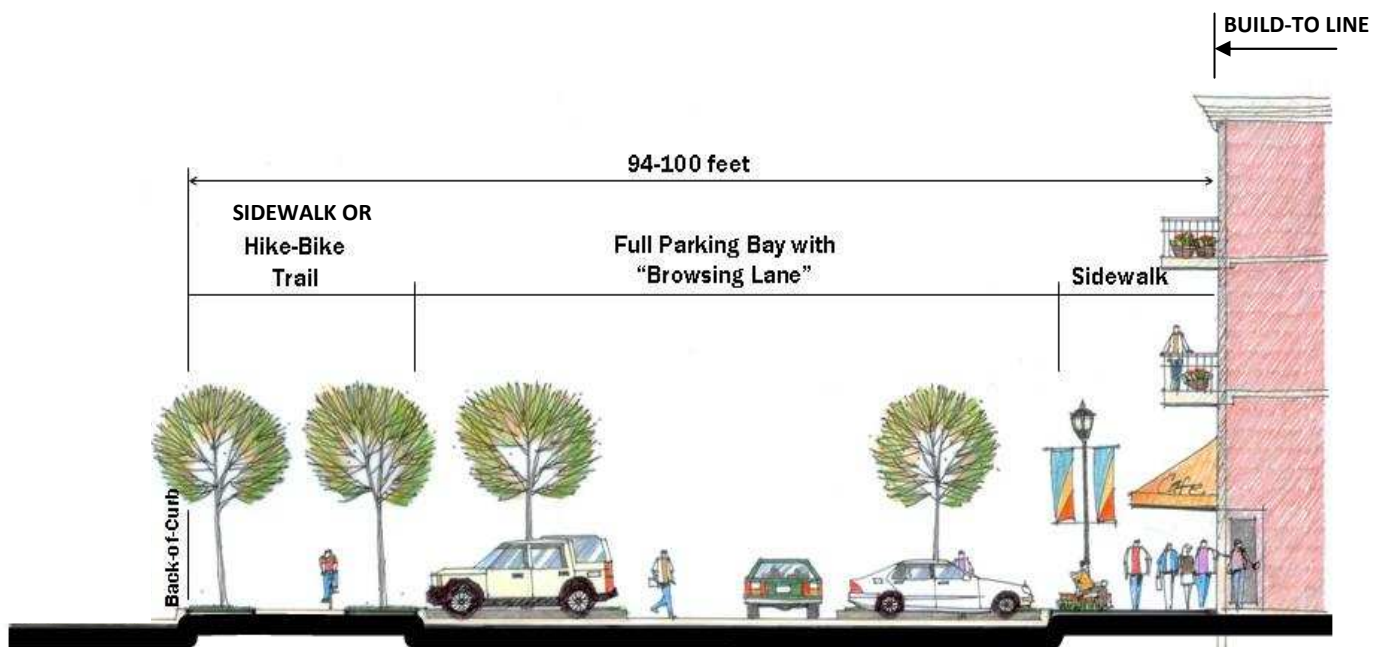 BUILD-TO LINE
94-100 feet
SIDEWALK OR
Hike-Bike
Trail
Full Parking Bay with
“Browsing Lane”
Sidewalk
Back-of-Curb
Cafe